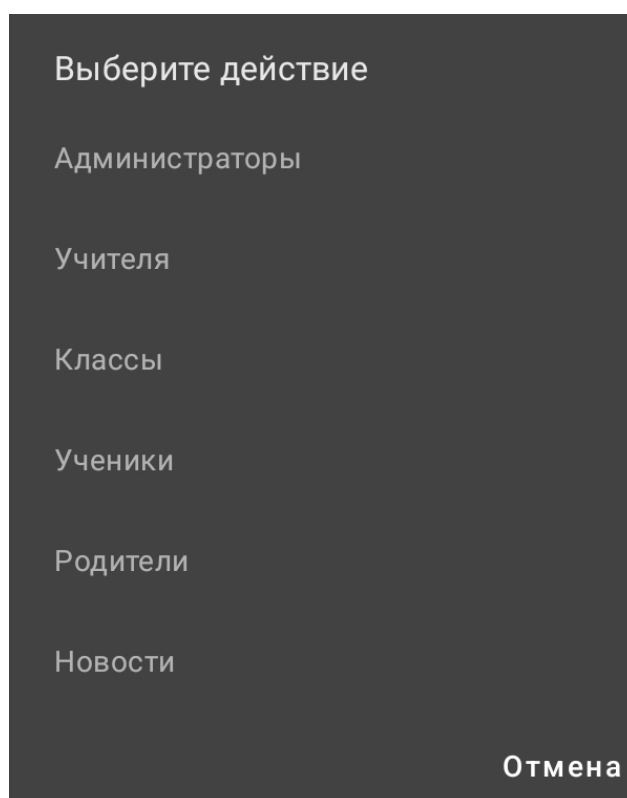 Выберите действие
Администраторы
Учителя
Классы
Ученики
Родители
Новости
Отмена